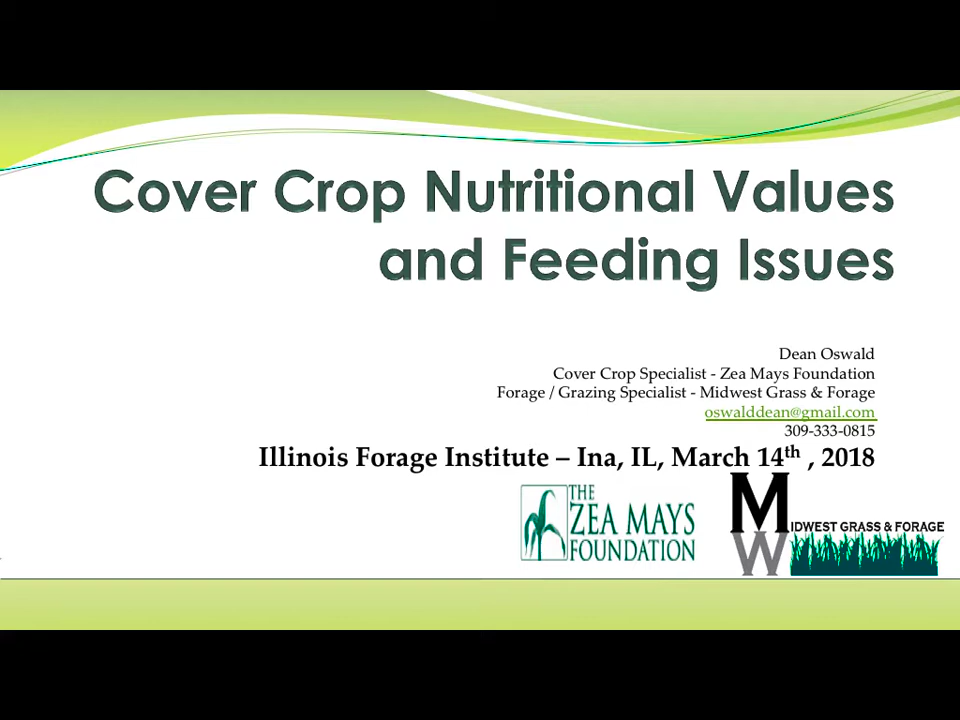 Cover Crop Nutritional Values
and Feeding Issues
Dean Oswald
Cover Crop Specialist - Zea Mays Foundation
Forage / Grazing Specialist - Midwest Grass & Forage
oswalddean@gmail.com
309-333-0815
Illinois Forage Institute – Ina, IL, March 14th , 2018
THE
ZEA MAYS
FOUNDATION
MIDWEST GRASS & FORAGE
W